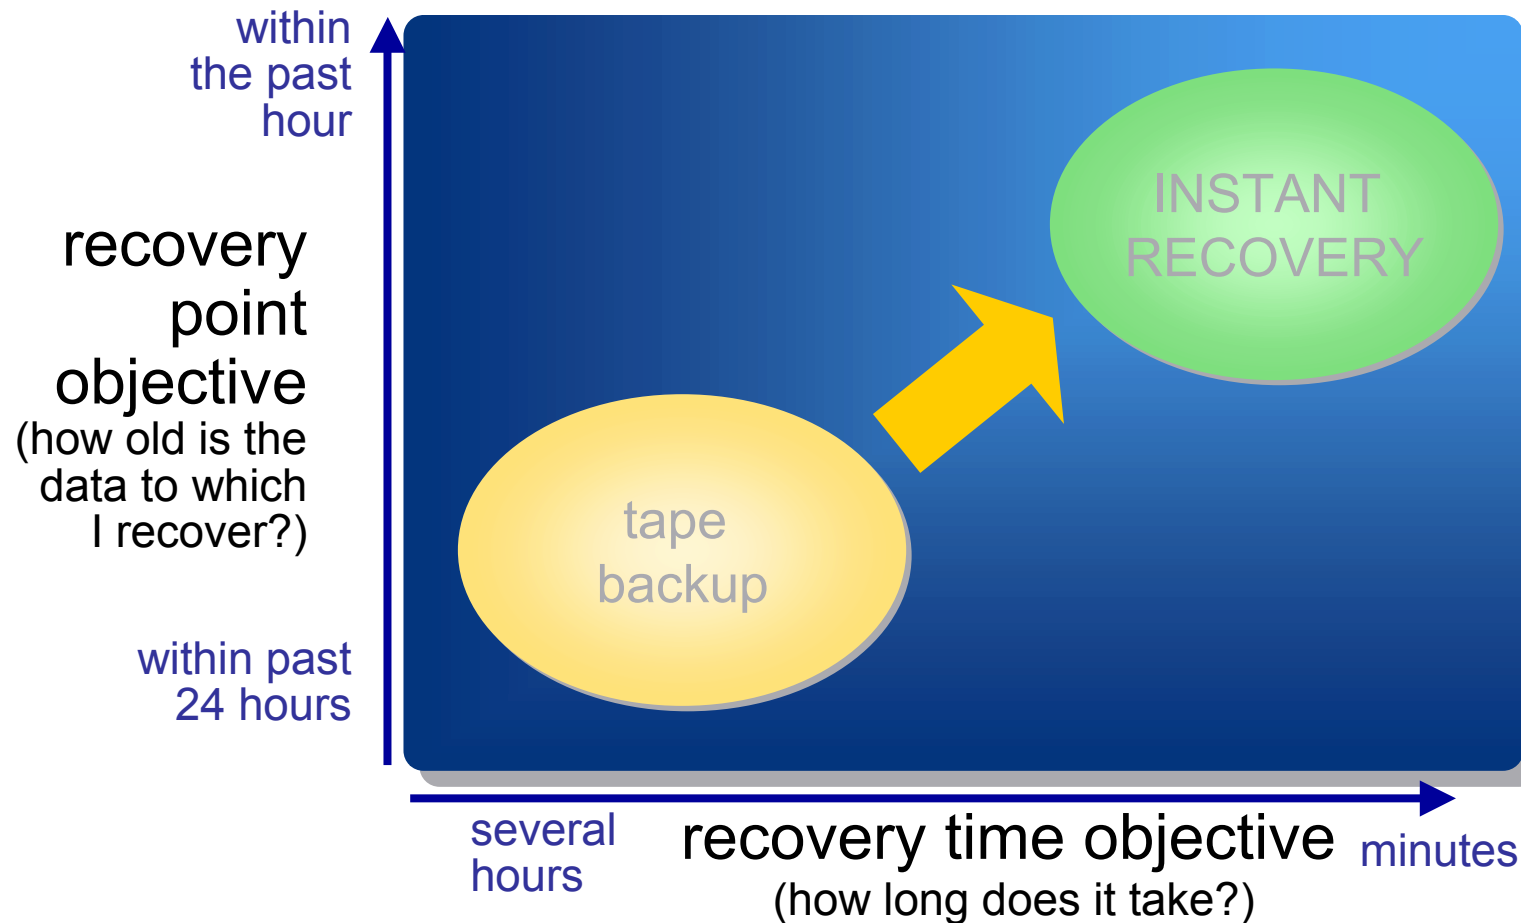 within
the past
hour
recovery
point
objective
(how old is the
data to which
I recover?)
within past
24 hours
INSTANT
RECOVERY
tape
backup
several
hours
recovery time objective
(how long does it take?)
minutes